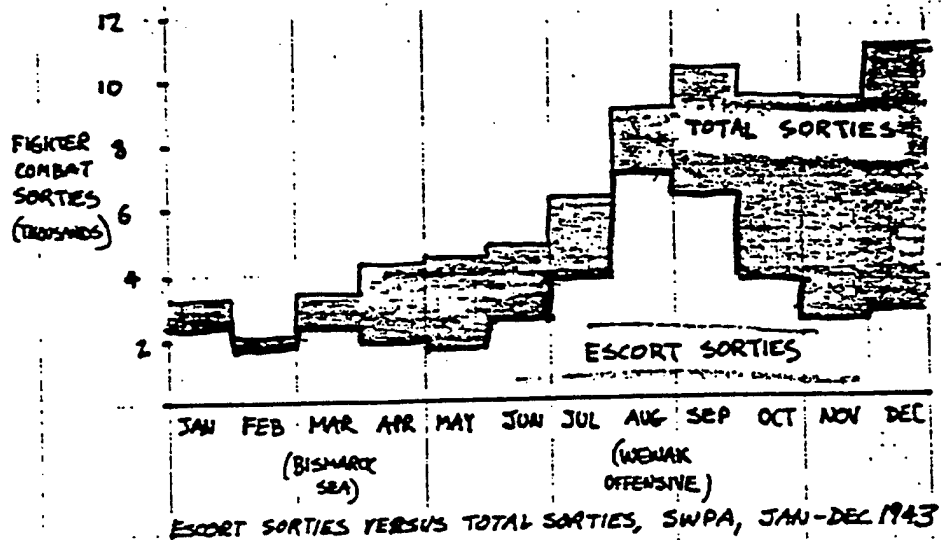 12
10
8
6
4
2
FIGHTER
COMBAT
SORTIES
(THOUSANDS)
TOTAL SORTIES
ESCORT SORTIES
JAN FEB MAR APR MAY JUN JUL AUG SEP OCT NOV DEC
(BISMARCK
SEA)
(WEWAK
OFFENSIVE)
ESCORT SORTIES VERSUS TOTAL SORTIES, SWPA, JAN-DEC 1943